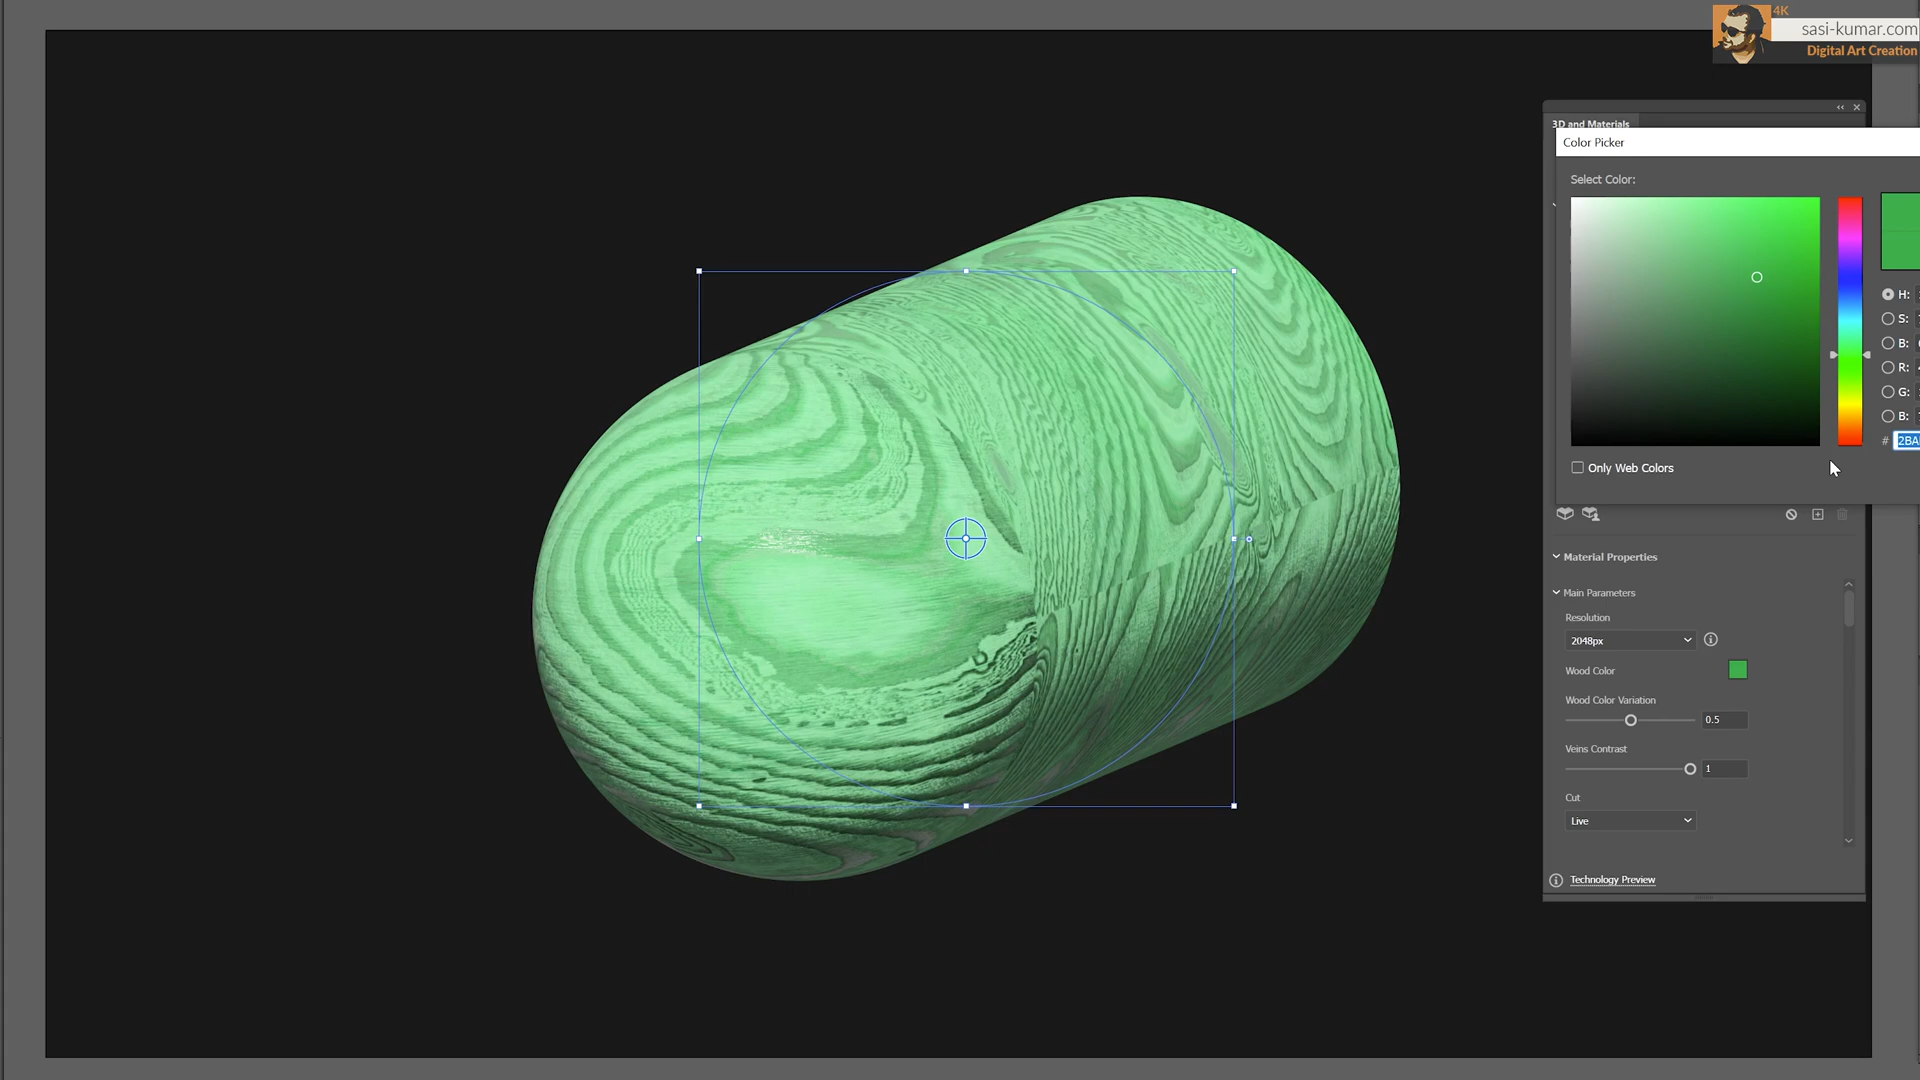 4K
sasi-kumar.com
Digital Art Creation
3D and Materials
Color Picker
Select Color:
H:
S:
B:
R:
G:
B:
# 2BA
Only Web Colors
Material Properties
Main Parameters
Resolution
2048px
Wood Color
Wood Color Variation
0.5
Veins Contrast
1
Cut
Live
Technology Preview